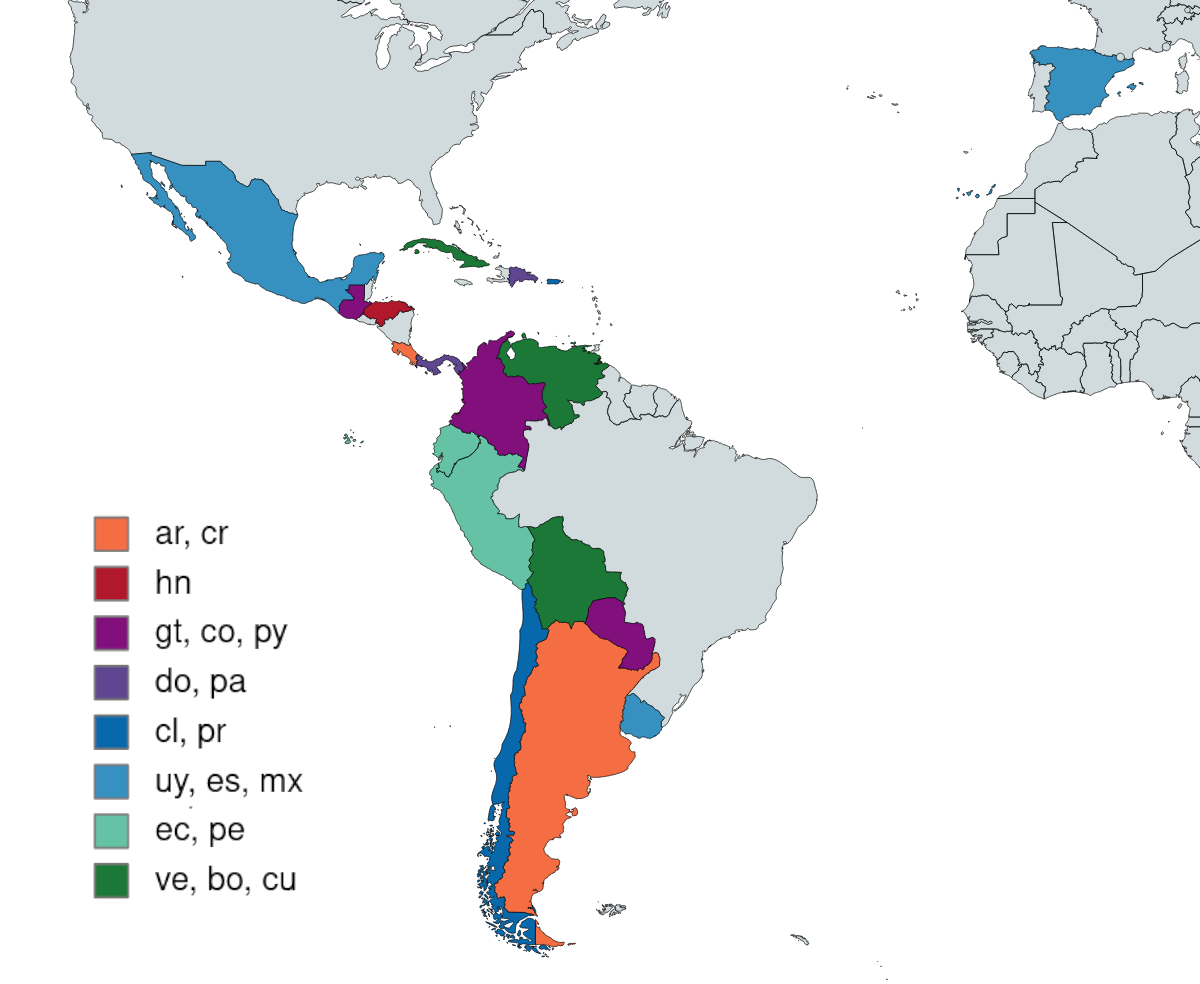 ar, cr
hn
gt, co, py
do, pa
cl, pr
uy, es, mx
ec, pe
ve, bo, cu